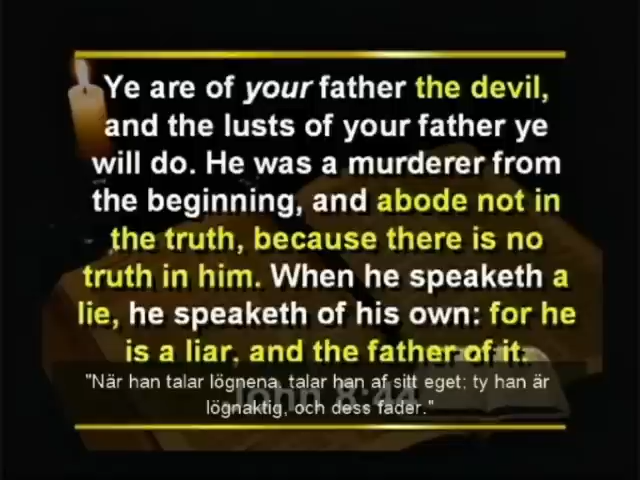 Ye are of your father the devil,
and the lusts of your father ye
will do. He was a murderer from
the beginning, and abode not in
the truth, because there is no
truth in him. When he speaketh a
lie, he speaketh of his own: for he
is a liar, and the father of it.
"När han talar lögnena, talar han af sitt eget; ty han är
lögnaktig, och dess fader."
John 8:44